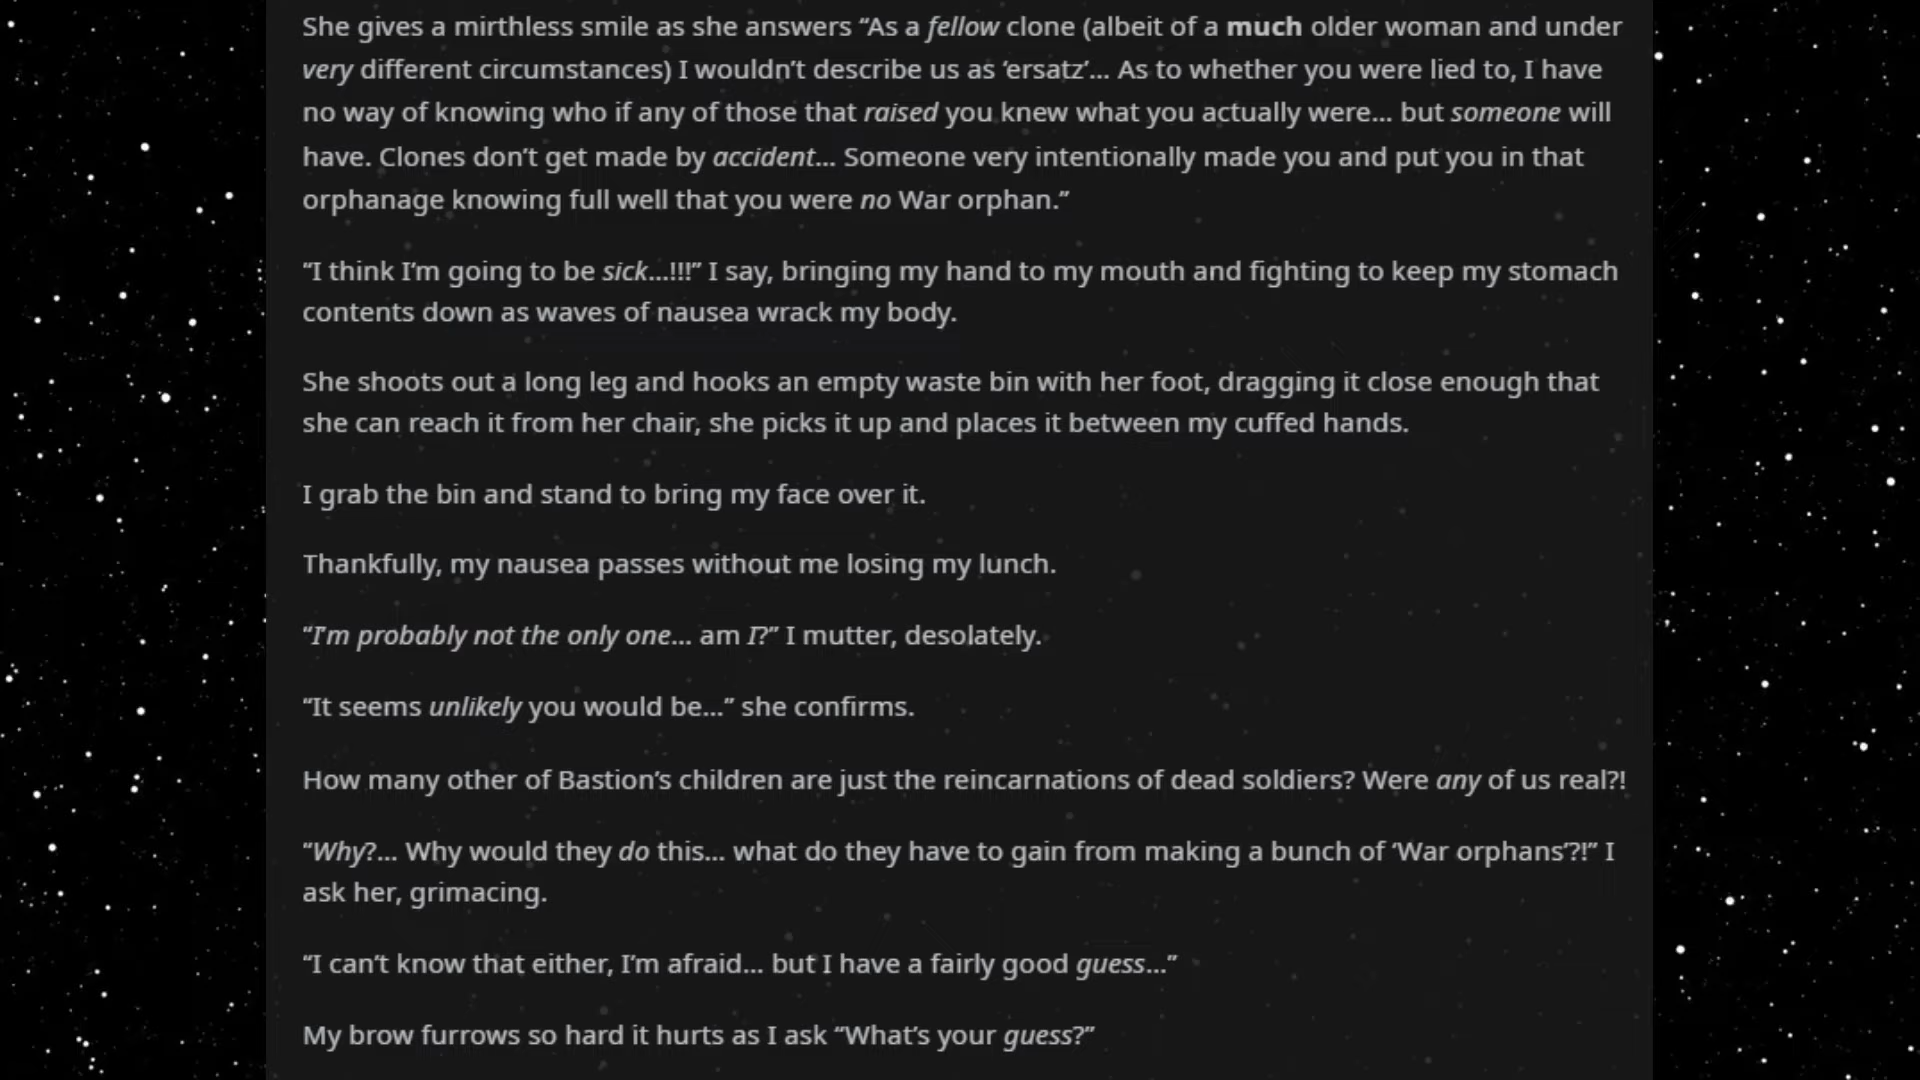 She gives a mirthless smile as she answers “As a fellow clone (albeit of a much older woman and under
very different circumstances) I wouldn’t describe us as ‘ersatz’... As to whether you were lied to, I have
no way of knowing who if any of those that raised you knew what you actually were... but someone will
have. Clones don’t get made by accident... Someone very intentionally made you and put you in that
orphanage knowing full well that you were no War orphan.”
“I think I’m going to be sick...!!!” I say, bringing my hand to my mouth and fighting to keep my stomach
contents down as waves of nausea wrack my body.
She shoots out a long leg and hooks an empty waste bin with her foot, dragging it close enough that
she can reach it from her chair, she picks it up and places it between my cuffed hands.
I grab the bin and stand to bring my face over it.
Thankfully, my nausea passes without me losing my lunch.
“I’m probably not the only one... am I?” I mutter, desolately.
“It seems unlikely you would be...” she confirms.
How many other of Bastion’s children are just the reincarnations of dead soldiers? Were any of us real?!
“Why?... Why would they do this... what do they have to gain from making a bunch of ‘War orphans’?!” I
ask her, grimacing.
“I can’t know that either, I’m afraid... but I have a fairly good guess...”
My brow furrows so hard it hurts as I ask “What’s your guess?”